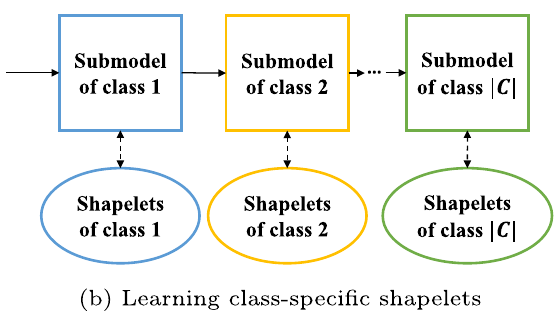 Submodel
of class 1
Submodel
of class 2
...
Submodel
of class |C|
Shapelets
of class 1
Shapelets
of class 2
Shapelets
of class |C|
(b) Learning class-specific shapelets